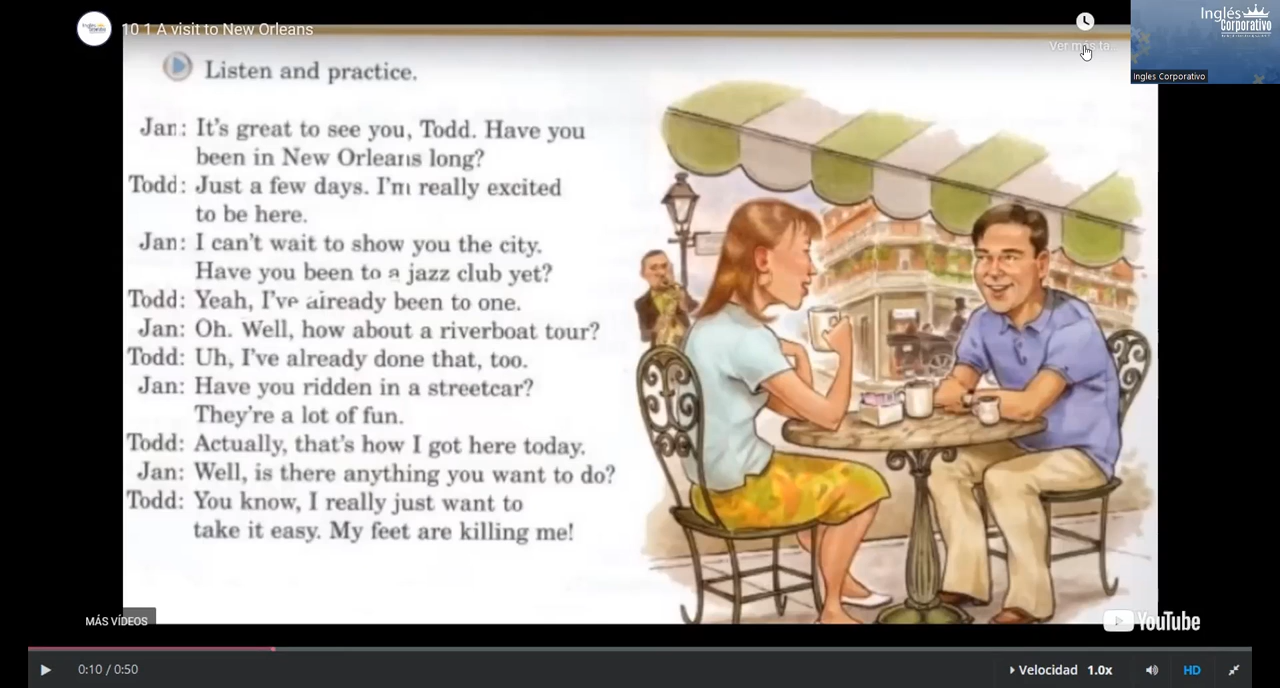 10 1 A visit to New Orleans
Inglés
Corporativo
Ver más ta...
Ingles Corporativo
Listen and practice.
Jan: It's great to see you, Todd. Have you
been in New Orleans long?
Todd: Just a few days. I'm really excited
to be here.
Jan: I can't wait to show you the city.
Have you been to a jazz club yet?
Todd: Yeah, I've already been to one.
Jan: Oh. Well, how about a riverboat tour?
Todd: Uh, I've already done that, too.
Jan: Have you ridden in a streetcar?
They're a lot of fun.
Todd: Actually, that's how I got here today.
Jan: Well, is there anything you want to do?
Todd: You know, I really just want to
take it easy. My feet are killing me!
MÁS VÍDEOS
YouTube
0:10 / 0:50
Velocidad 1.0x
HD